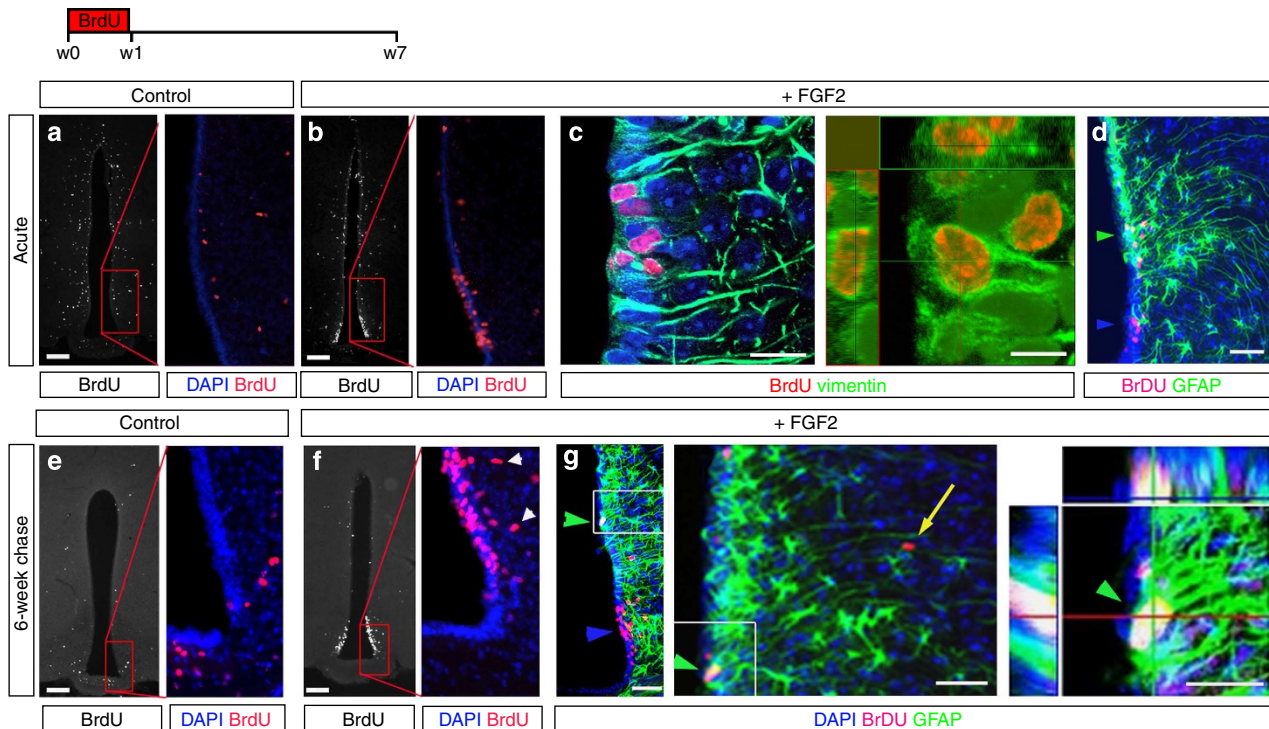 BrdU
w0 w1 w7
Control + FGF2
Acute
a b c d
BrdU DAPI BrdU BrdU DAPI BrdU BrdU vimentin BrDU GFAP
Control + FGF2
6-week chase
e f g
BrdU DAPI BrdU BrdU DAPI BrdU DAPI BrDU GFAP